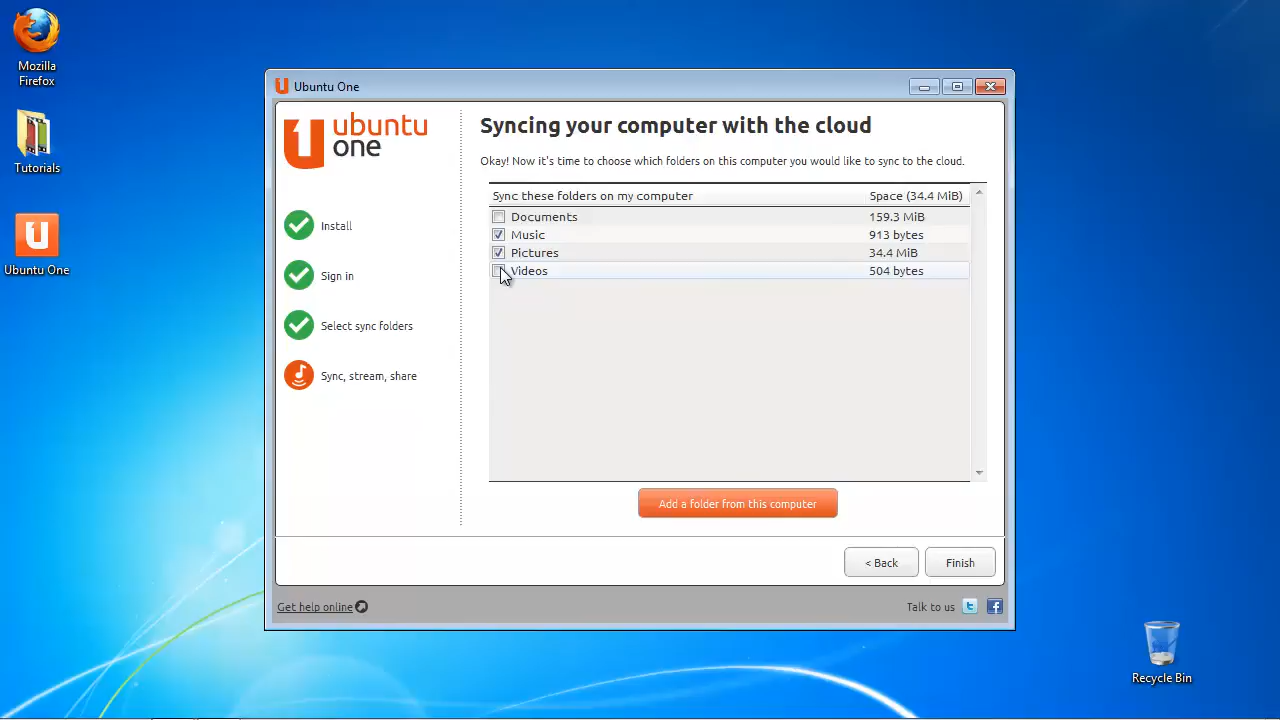 Mozilla
Firefox
Tutorials
Ubuntu One
Ubuntu One
ubuntu
one
Install
Sign in
Select sync folders
Sync, stream, share
Syncing your computer with the cloud
Okay! Now it's time to choose which folders on this computer you would like to sync to the cloud.
Sync these folders on my computer Space (34.4 MiB)
Documents 159.3 MiB
Music 913 bytes
Pictures 34.4 MiB
Videos 504 bytes
Add a folder from this computer
< Back Finish
Get help online Talk to us
Recycle Bin